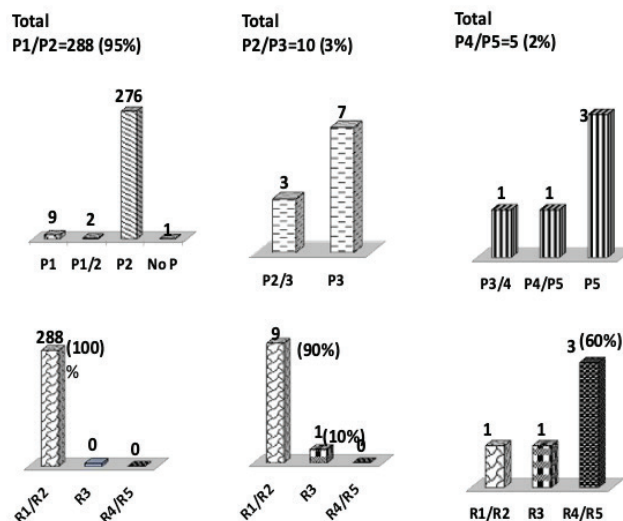 Total
P1/P2=288 (95%)
276
9
2
1
P1
P1/2
P2
No P
Total
P2/P3=10 (3%)
7
3
P2/3
P3
Total
P4/P5=5 (2%)
3
1
1
P3/4
P4/P5
P5
288 (100)
%
0
0
R1/R2
R3
R4/R5
9
(90%)
1 (10%)
0
R1/R2
R3
R4/R5
3 (60%)
1
1
R1/R2
R3
R4/R5